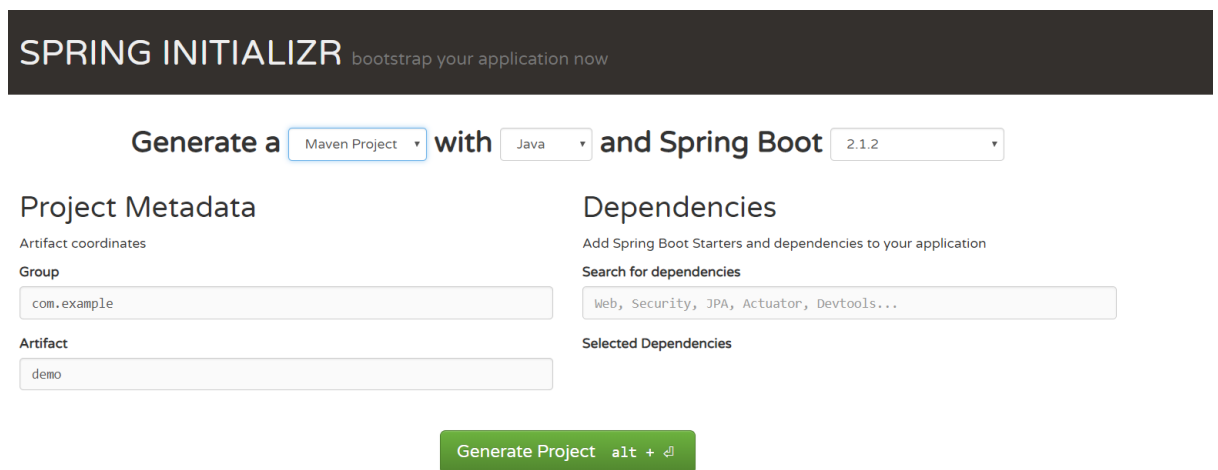 SPRING INITIALIZR bootstrap your application now
Generate a Maven Project with Java and Spring Boot 2.1.2
Project Metadata
Artifact coordinates
Group
com.example
Artifact
demo
Dependencies
Add Spring Boot Starters and dependencies to your application
Search for dependencies
Web, Security, JPA, Actuator, Devtools...
Selected Dependencies
Generate Project alt + ⏎